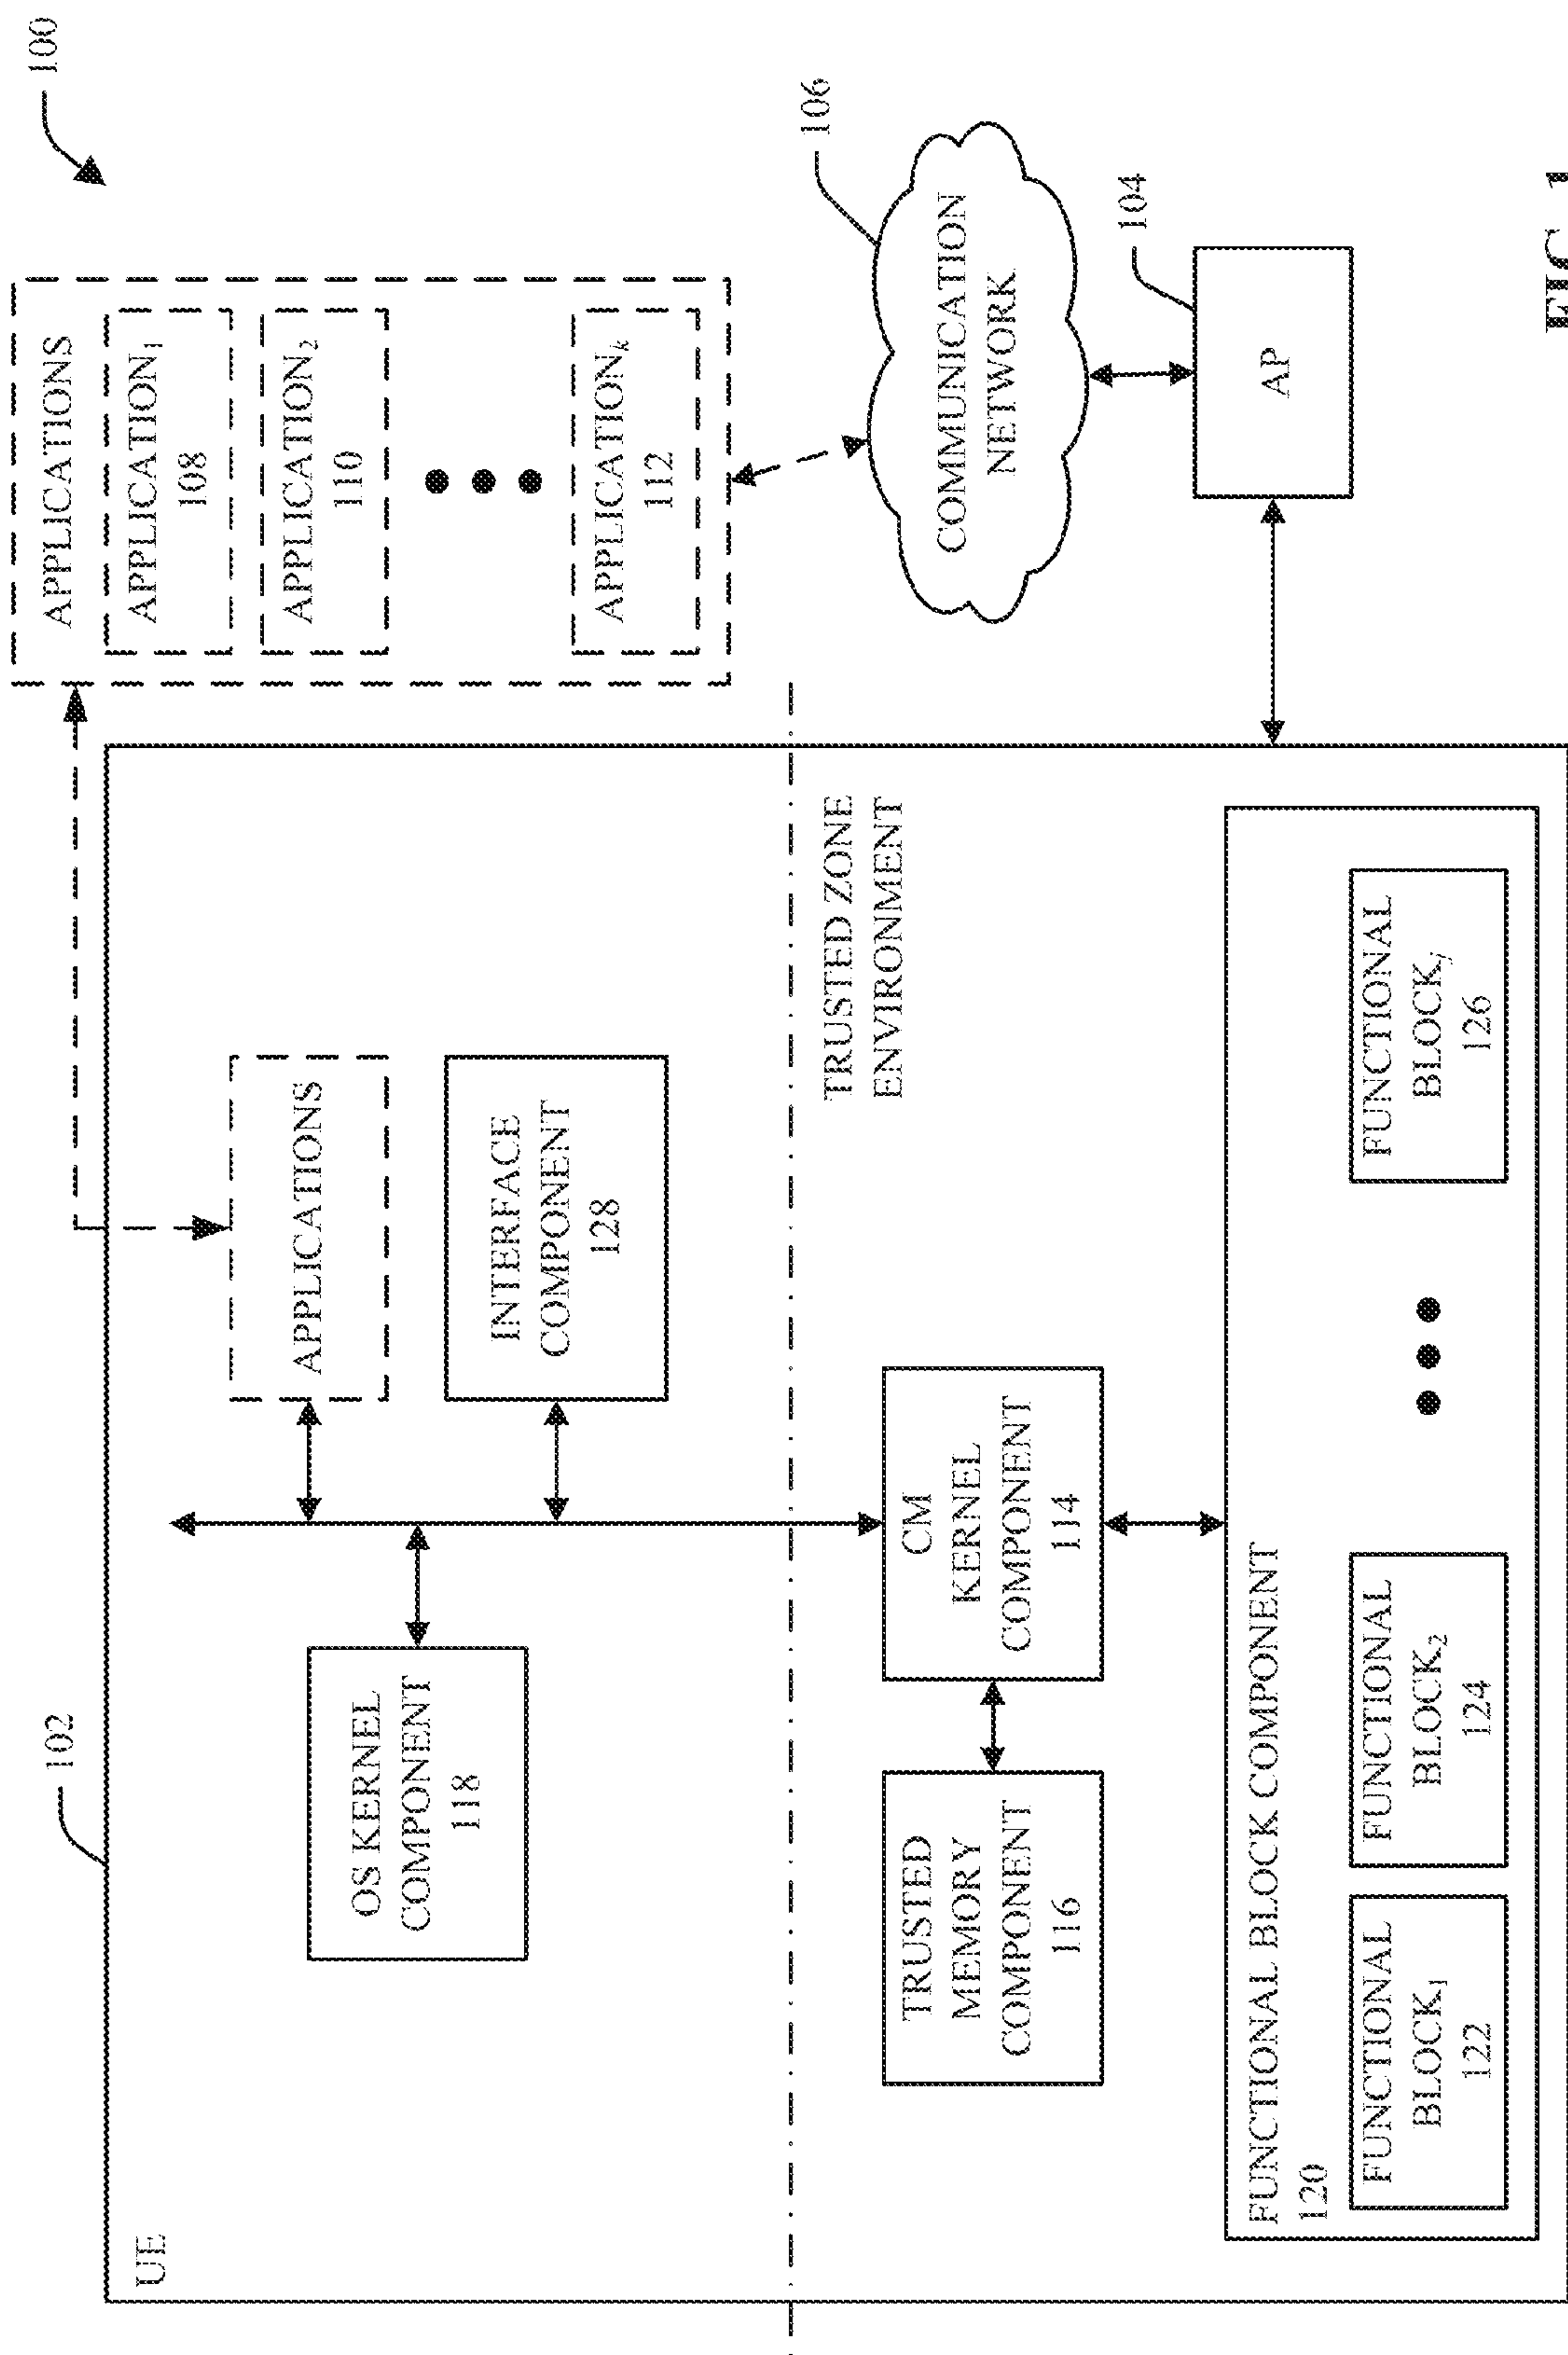 100
102
UE
OS KERNEL
COMPONENT
118
APPLICATIONS
INTERFACE
COMPONENT
128
APPLICATIONS
APPLICATION₁
108
APPLICATION₂
110
APPLICATIONₖ
112
TRUSTED ZONE
ENVIRONMENT
TRUSTED
MEMORY
COMPONENT
116
CM
KERNEL
COMPONENT
114
106
COMMUNICATION
NETWORK
104
AP
FUNCTIONAL BLOCK COMPONENT
120
FUNCTIONAL
BLOCK₁
122
FUNCTIONAL
BLOCK₂
124
FUNCTIONAL
BLOCKⱼ
126
FIG. 1